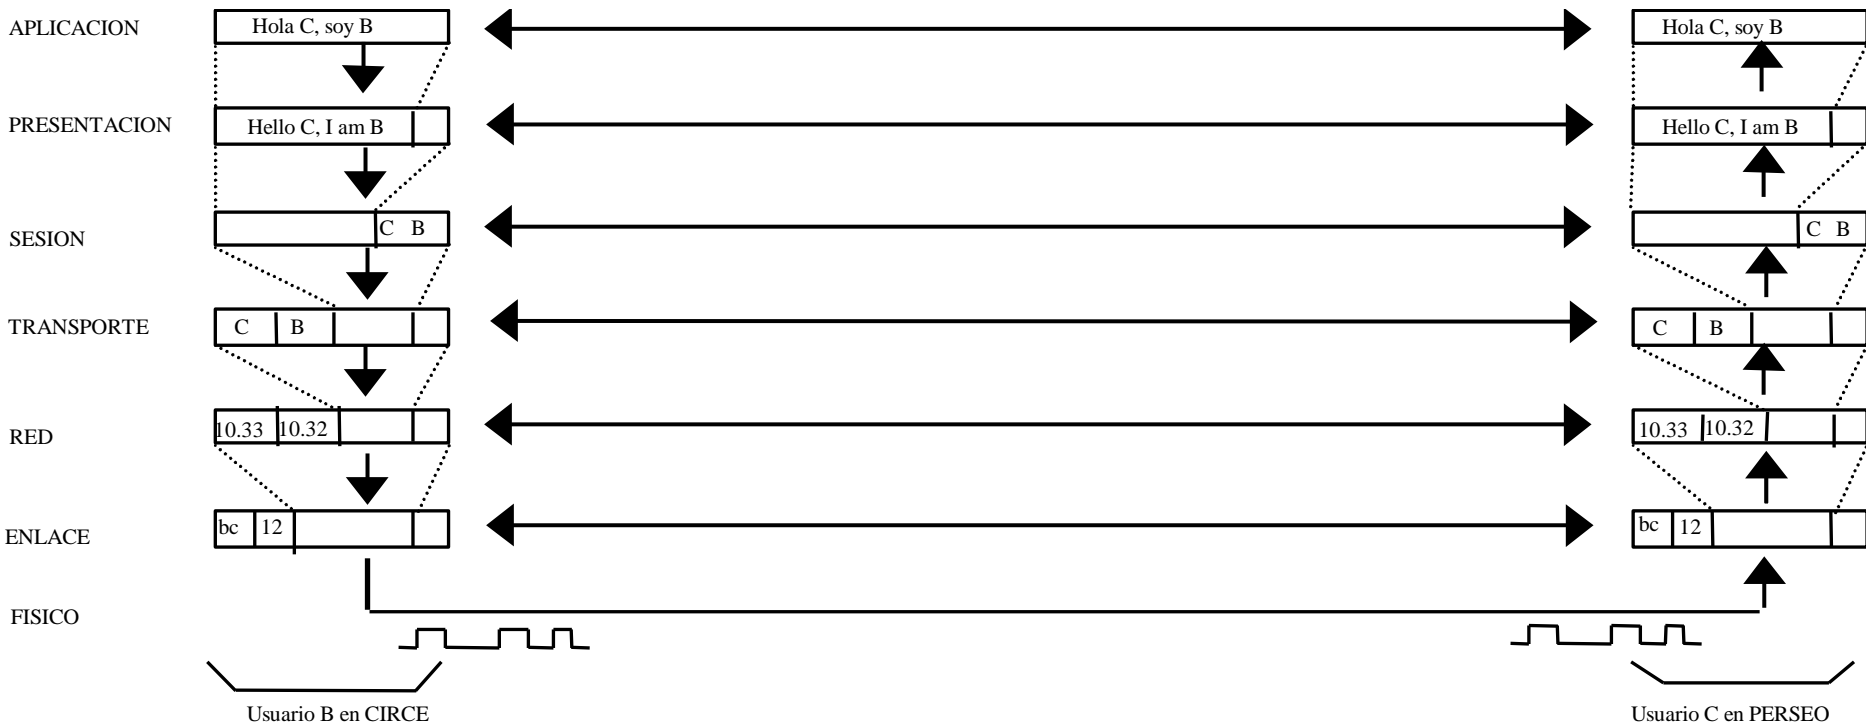 APLICACION Hola C, soy B Hola C, soy B
PRESENTACION Hello C, I am B Hello C, I am B
SESION C B C B
TRANSPORTE C B C B
RED 10.33 10.32 10.33 10.32
ENLACE bc 12 bc 12
FISICO
Usuario B en CIRCE Usuario C en PERSEO